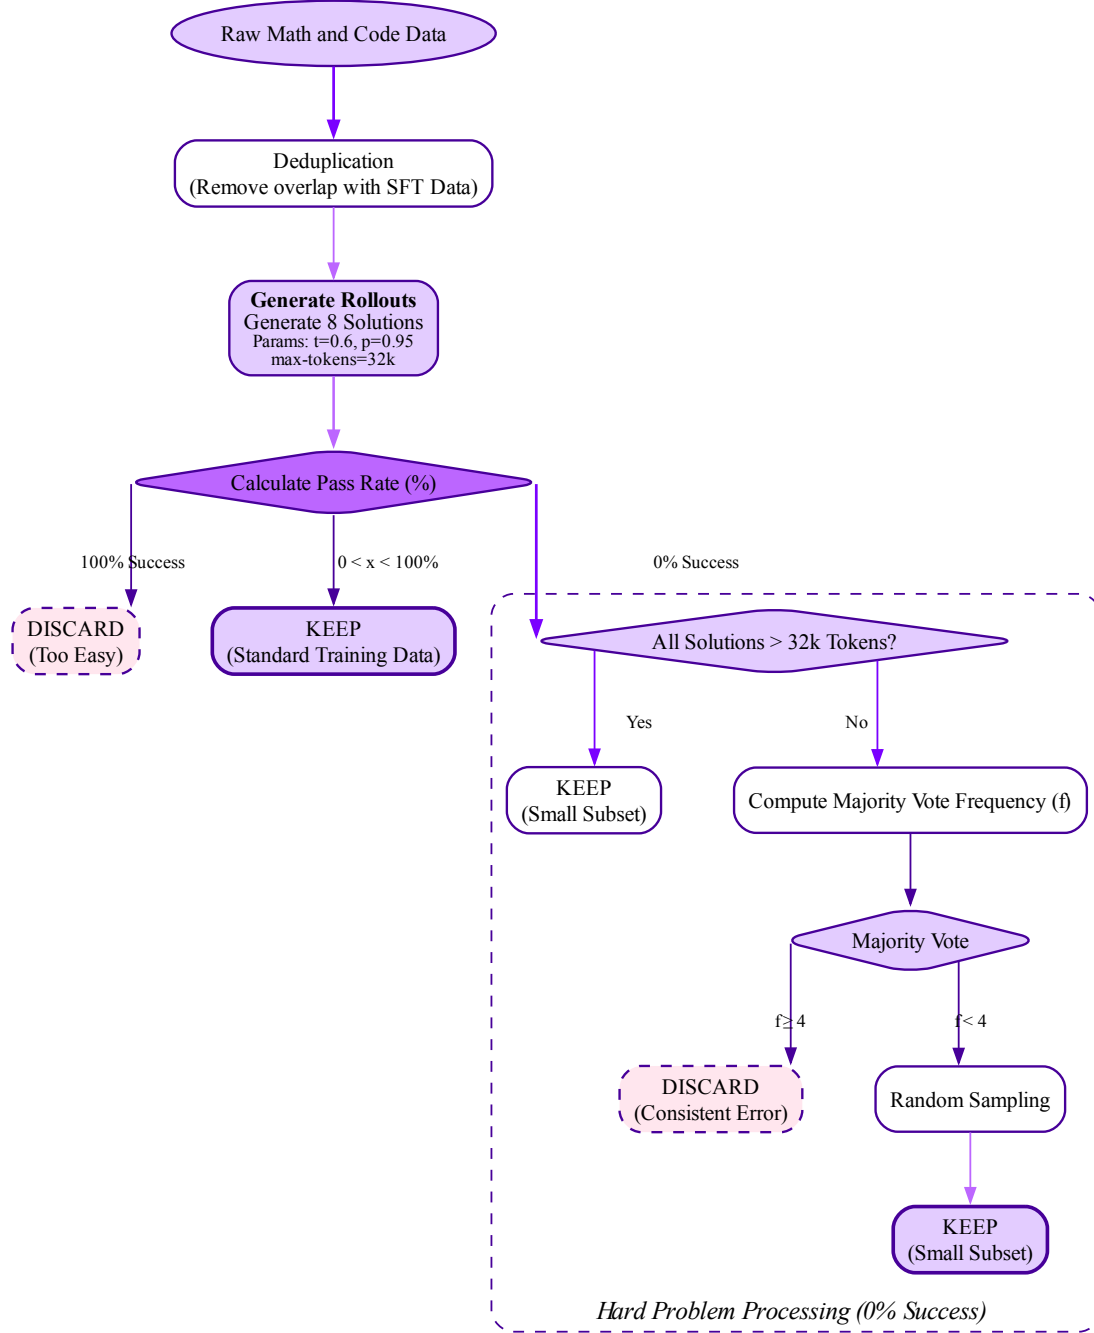 Raw Math and Code Data
Deduplication
(Remove overlap with SFT Data)
Generate Rollouts
Generate 8 Solutions
Params: t=0.6, p=0.95
max-tokens=32k
Calculate Pass Rate (%)
100% Success
0 < x < 100%
0% Success
DISCARD
(Too Easy)
KEEP
(Standard Training Data)
All Solutions > 32k Tokens?
Yes
No
KEEP
(Small Subset)
Compute Majority Vote Frequency (f)
Majority Vote
f ≥ 4
f < 4
DISCARD
(Consistent Error)
Random Sampling
KEEP
(Small Subset)
Hard Problem Processing (0% Success)